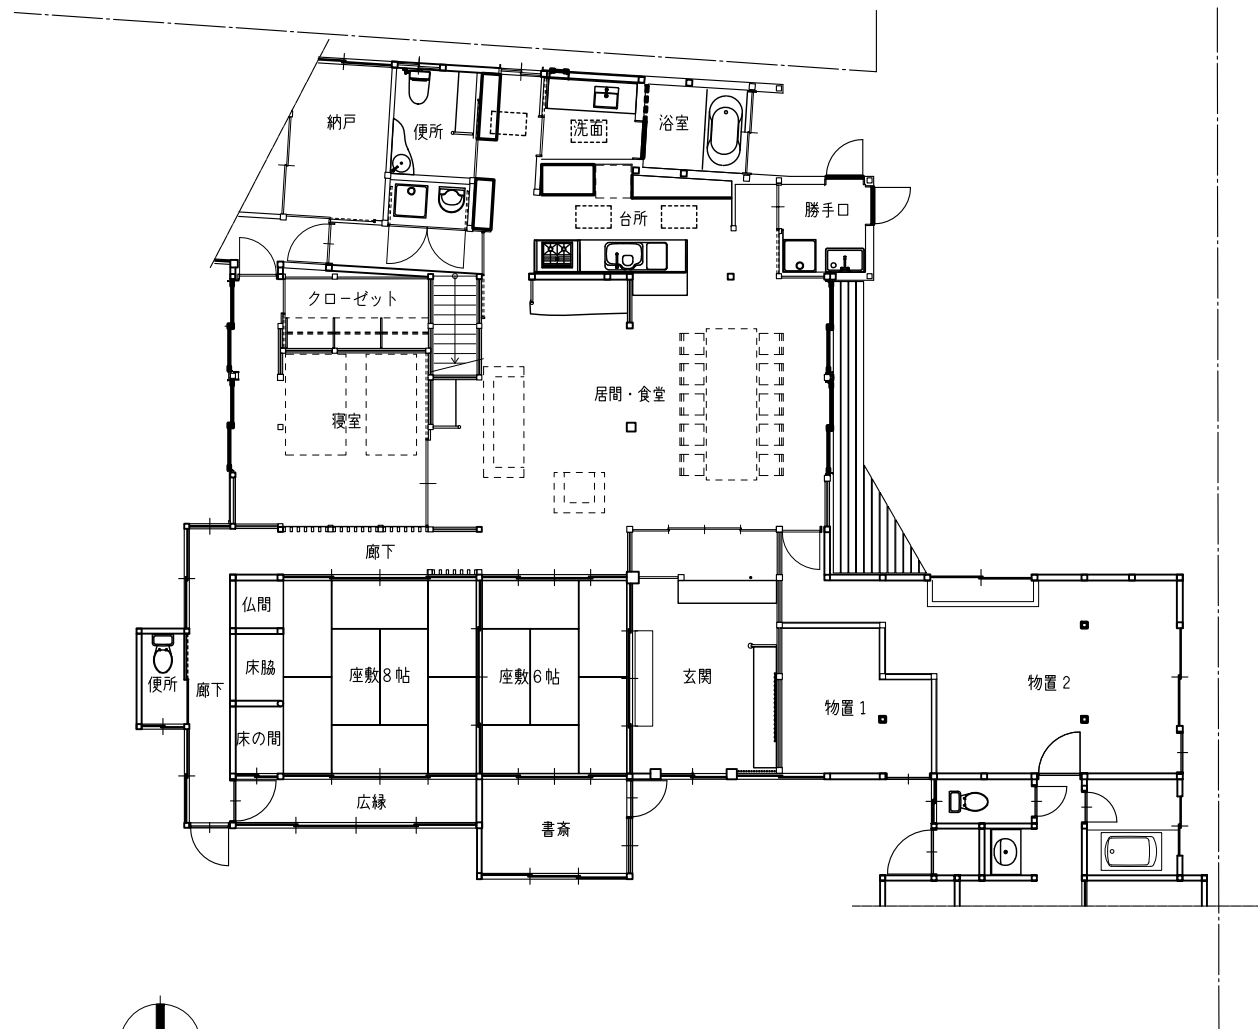 納戸
便所
洗面
浴室
台所
勝手口
クローゼット
居間・食堂
寝室
廊下
仏間
床脇
便所
廊下
座敷8帖
座敷6帖
玄関
物置1
物置2
床の間
広縁
書斎